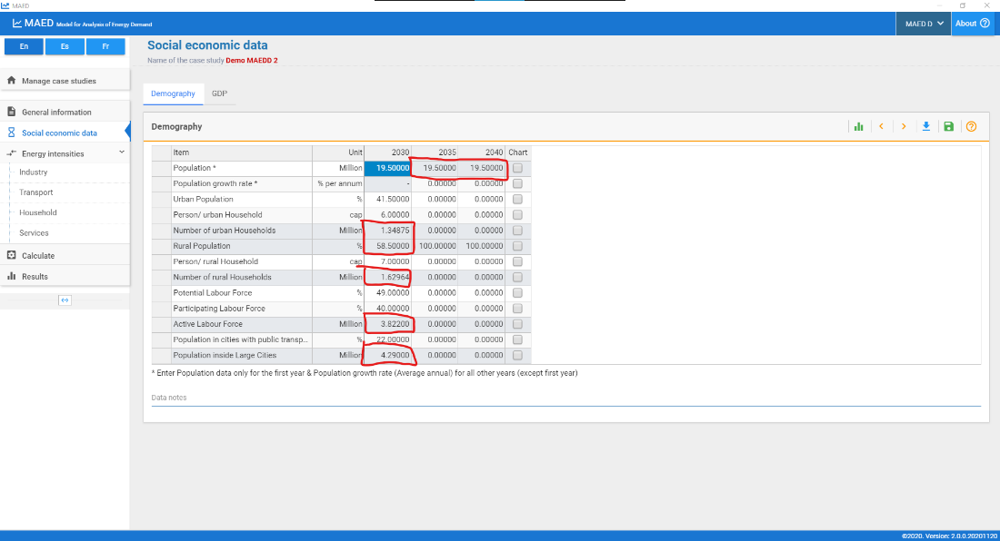 MAED
MAED Model for Analysis of Energy Demand
MAED D
About
En Es Fr
Social economic data
Name of the case study Demo MAEDD 2
Manage case studies
General information
Social economic data
Energy intensities
Industry
Transport
Household
Services
Calculate
Results
Demography GDP
Demography
Item Unit 2030 2035 2040 Chart
Population * Million 19.50000 19.50000 19.50000
Population growth rate * % per annum - 0.00000 0.00000
Urban Population % 41.50000 0.00000 0.00000
Person/ urban Household cap 6.00000 0.00000 0.00000
Number of urban Households Million 1.34875 0.00000 0.00000
Rural Population % 58.50000 100.00000 100.00000
Person/ rural Household cap 7.00000 0.00000 0.00000
Number of rural Households Million 1.62964 0.00000 0.00000
Potential Labour Force % 49.00000 0.00000 0.00000
Participating Labour Force % 40.00000 0.00000 0.00000
Active Labour Force Million 3.82200 0.00000 0.00000
Population in cities with public transp... % 22.00000 0.00000 0.00000
Population inside Large Cities Million 4.29000 0.00000 0.00000
* Enter Population data only for the first year & Population growth rate (Average annual) for all other years (except first year)
Data notes
©2020. Version: 2.0.0.20201120